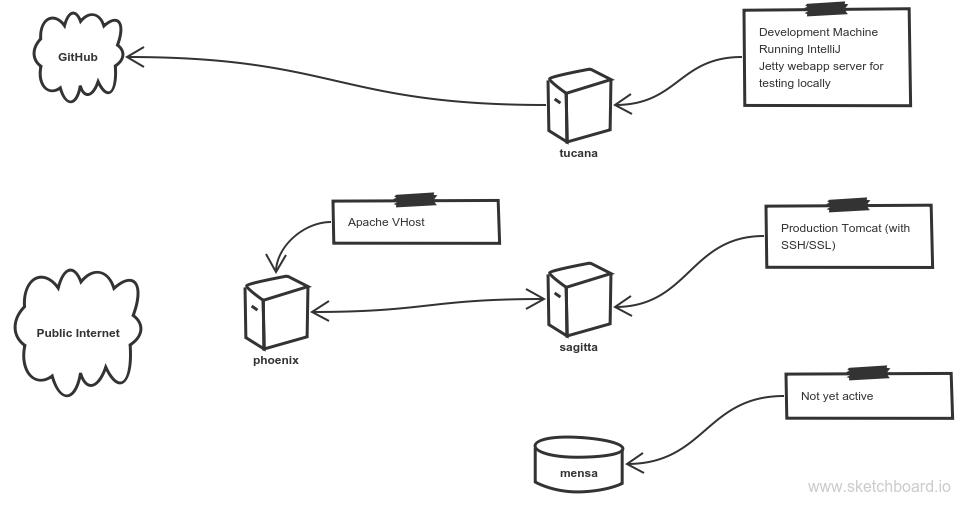 GitHub
Development Machine
Running IntelliJ
Jetty webapp server for
testing locally
tucana
Apache VHost
Production Tomcat (with
SSH/SSL)
Public Internet
phoenix
sagitta
Not yet active
mensa
www.sketchboard.io